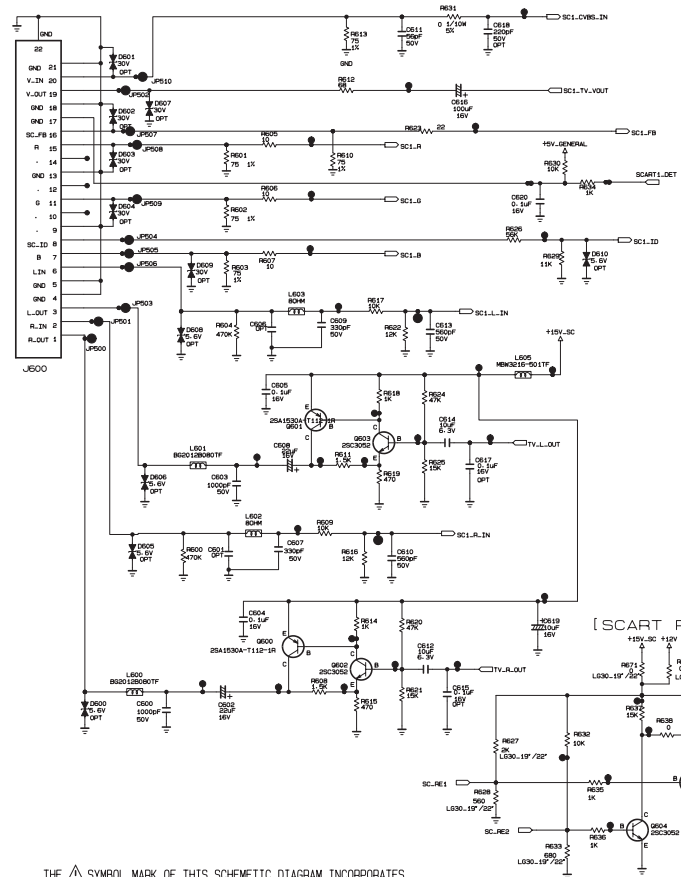 GND
22
GND 21
V_IN 20
V_OUT 19
GND 18
GND 17
SC_FB 16
R 15
. 14
GND 13
. 12
G 11
. 10
. 9
SC_ID 8
B 7
LIN 6
GND 5
GND 4
L_OUT 3
R_IN 2
R_OUT 1
J600
D601
30V
OPT
JP510
JP502
D602
30V
OPT
D607
30V
OPT
JP507
JP508
D603
30V
OPT
D604
30V
OPT
JP509
JP504
JP505
JP506
JP503
JP501
JP500
R613
75
1%
GND
C611
56pF
50V
R631
0 1/10W
5%
C618
220pF
50V
OPT
SC1_CVBS_IN
R612
68
C616
100uF
16V
SC1_TV_VOUT
R623
22
SC1_FB
R605
10
SC1_R
R601
75 1%
R610
75
1%
+5V_GENERAL
R630
10K
SCART1_DET
R634
1K
C620
0.1uF
16V
R606
10
SC1_G
R602
75 1%
R626
56K
SC1_ID
R629
11K
D610
5.6V
OPT
D609
30V
OPT
R603
75
1%
R607
10
SC1_B
D608
5.6V
OPT
R604
470K
C606
OPT
L603
8OHM
C609
330pF
50V
R617
10K
SC1_L_IN
R622
12K
C613
560pF
50V
L605
MBW3216-501TF
+15V_SC
C605
0.1uF
16V
2SA1530A-T112-1R
Q601
E
B
C
R618
1K
R624
47K
Q603
2SC3052
C
B
E
C614
10uF
6.3V
TV_L_OUT
C617
0.1uF
16V
OPT
R625
15K
R619
470
R611
1.5K
C608
22uF
16V
L601
BG2012B080TF
C603
1000pF
50V
D606
5.6V
OPT
L602
8OHM
D605
5.6V
OPT
R600
470K
C601
OPT
C607
330pF
50V
R609
10K
SC1_R_IN
R616
12K
C610
560pF
50V
C604
0.1uF
16V
Q600
2SA1530A-T112-1R
E
B
C
R614
1K
R620
47K
C612
10uF
6.3V
Q602
2SC3052
C
B
E
TV_R_OUT
C615
0.1uF
16V
OPT
R621
15K
R615
470
R608
1.5K
C602
22uF
16V
L600
BG2012B080TF
C600
1000pF
50V
D600
5.6V
OPT
C619
10uF
16V
[SCART
+15V_SC +12V
R671
0
LG30_19"/22"
R637
15K
R638
0
R627
2K
LG30_19"/22"
R632
10K
SC_RE1
R628
560
LG30_19"/22"
R635
1K
B
SC_RE2
R636
1K
R633
680
LG30_19"/22"
C
B
E
Q604
2SC3052
THE ⚠ SYMBOL MARK OF THIS SCHEMETIC DIAGRAM INCORPORATES